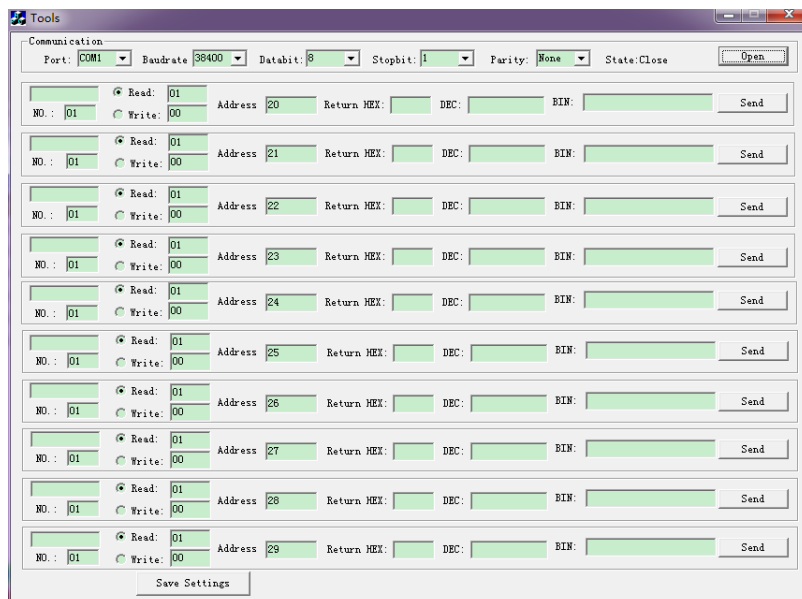 Tools
Communication
Port: COM1 Baudrate 38400 Databit: 8 Stopbit: 1 Parity: None State:Close Open
Read: 01
NO.: 01 Write: 00 Address 20 Return HEX: DEC: BIN: Send
Read: 01
NO.: 01 Write: 00 Address 21 Return HEX: DEC: BIN: Send
Read: 01
NO.: 01 Write: 00 Address 22 Return HEX: DEC: BIN: Send
Read: 01
NO.: 01 Write: 00 Address 23 Return HEX: DEC: BIN: Send
Read: 01
NO.: 01 Write: 00 Address 24 Return HEX: DEC: BIN: Send
Read: 01
NO.: 01 Write: 00 Address 25 Return HEX: DEC: BIN: Send
Read: 01
NO.: 01 Write: 00 Address 26 Return HEX: DEC: BIN: Send
Read: 01
NO.: 01 Write: 00 Address 27 Return HEX: DEC: BIN: Send
Read: 01
NO.: 01 Write: 00 Address 28 Return HEX: DEC: BIN: Send
Read: 01
NO.: 01 Write: 00 Address 29 Return HEX: DEC: BIN: Send
Save Settings